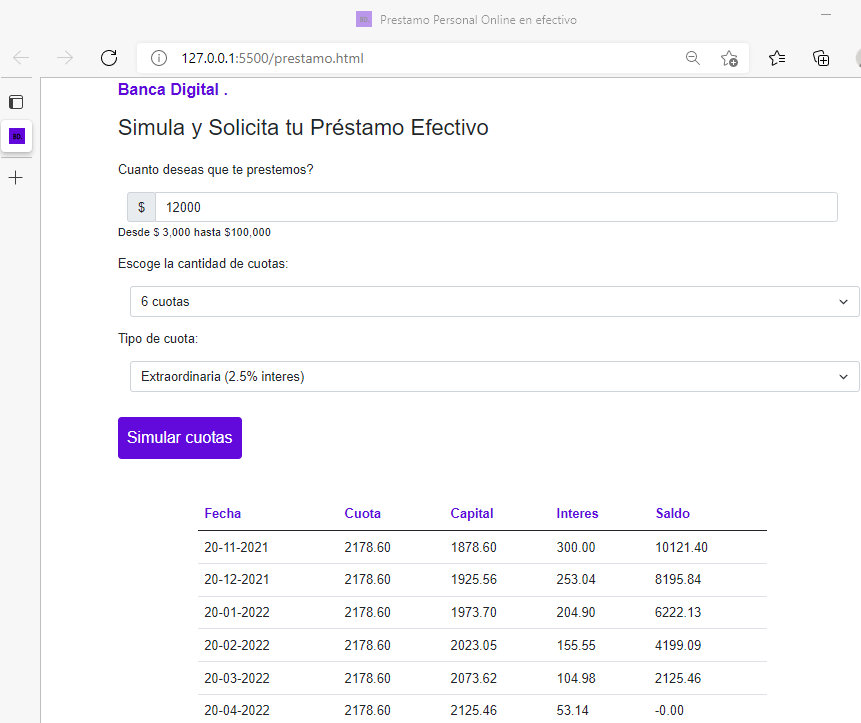 Prestamo Personal Online en efectivo
127.0.0.1:5500/prestamo.html
Banca Digital .
Simula y Solicita tu Préstamo Efectivo
Cuanto deseas que te prestemos?
$ 12000
Desde $ 3,000 hasta $100,000
Escoge la cantidad de cuotas:
6 cuotas
Tipo de cuota:
Extraordinaria (2.5% interes)
Simular cuotas
Fecha Cuota Capital Interes Saldo
20-11-2021 2178.60 1878.60 300.00 10121.40
20-12-2021 2178.60 1925.56 253.04 8195.84
20-01-2022 2178.60 1973.70 204.90 6222.13
20-02-2022 2178.60 2023.05 155.55 4199.09
20-03-2022 2178.60 2073.62 104.98 2125.46
20-04-2022 2178.60 2125.46 53.14 -0.00